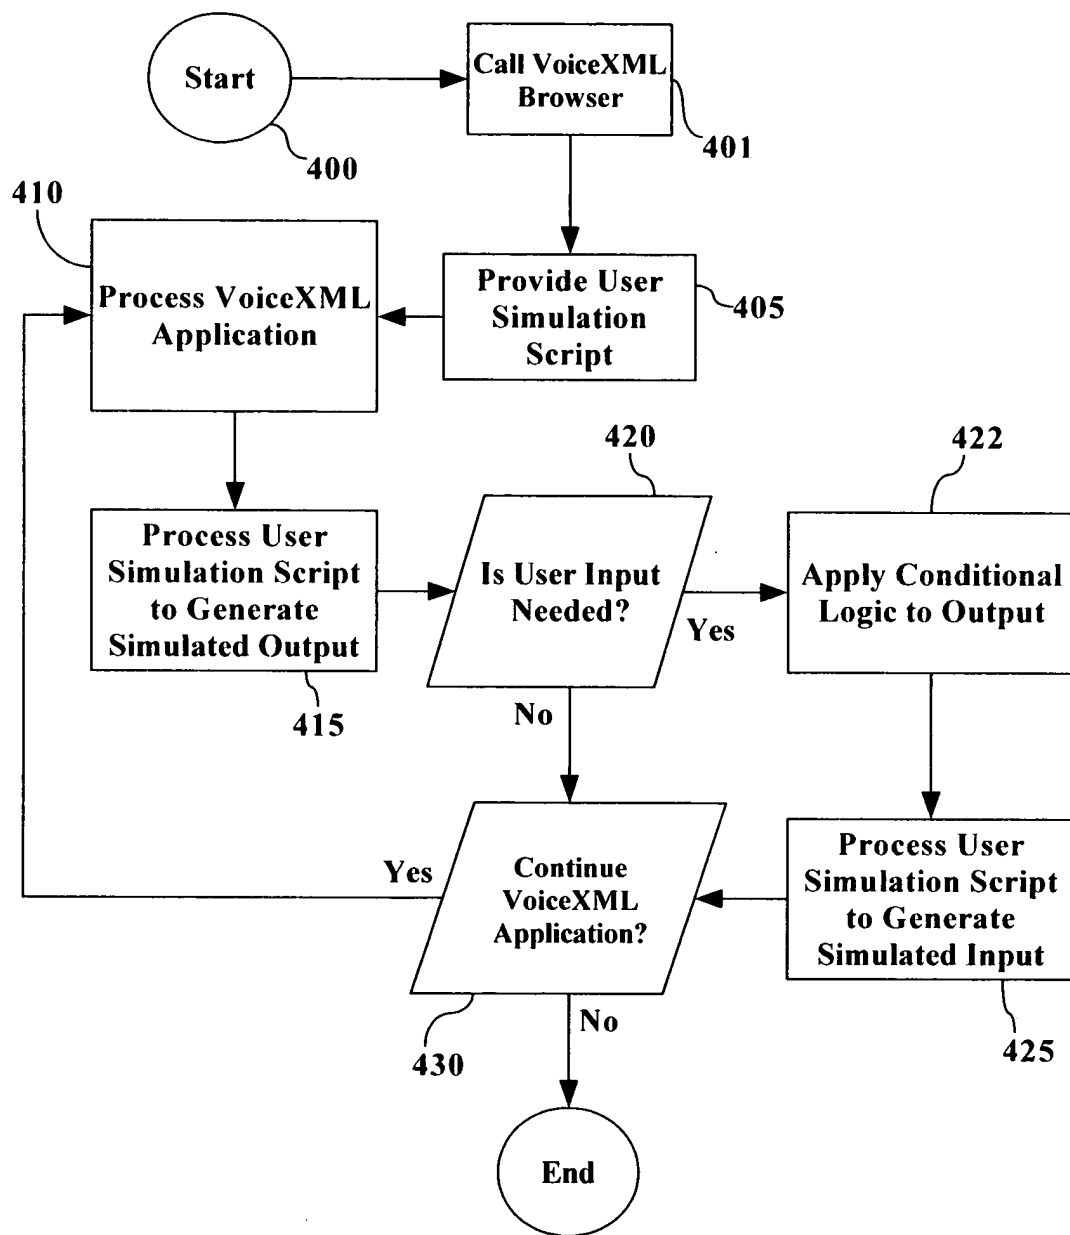 Start
400
Call VoiceXML
Browser
401
410
Process VoiceXML
Application
Provide User
Simulation
Script
405
420
422
Process User
Simulation Script
to Generate
Simulated Output
415
Is User Input
Needed?
Yes
No
Apply Conditional
Logic to Output
Yes
Continue
VoiceXML
Application?
430
No
Process User
Simulation Script
to Generate
Simulated Input
425
End